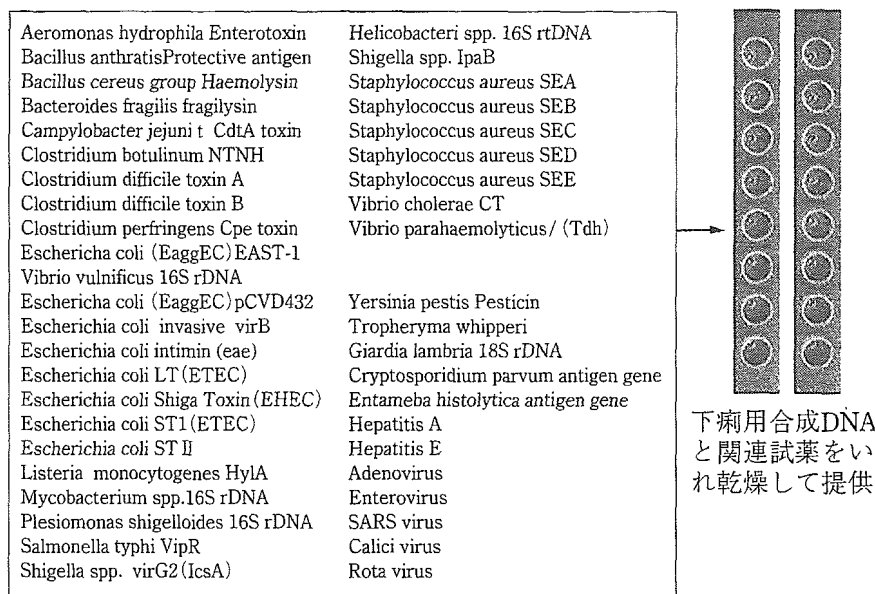 Aeromonas hydrophila Enterotoxin
Bacillus anthratisProtective antigen
Bacillus cereus group Haemolysin
Bacteroides fragilis fragilysin
Campylobacter jejuni t CdtA toxin
Clostridium botulinum NTNH
Clostridium difficile toxin A
Clostridium difficile toxin B
Clostridium perfringens Cpe toxin
Eschericha coli (EaggEC)EAST-1
Vibrio vulnificus 16S rDNA
Eschericha coli (EaggEC)pCVD432
Escherichia coli invasive virB
Escherichia coli intimin (eae)
Escherichia coli LT(ETEC)
Escherichia coli Shiga Toxin(EHEC)
Escherichia coli ST1(ETEC)
Escherichia coli STⅡ
Listeria monocytogenes HylA
Mycobacterium spp.16S rDNA
Plesiomonas shigelloides 16S rDNA
Salmonella typhi VipR
Shigella spp. virG2(IcsA)
Helicobacteri spp. 16S rtDNA
Shigella spp. IpaB
Staphylococcus aureus SEA
Staphylococcus aureus SEB
Staphylococcus aureus SEC
Staphylococcus aureus SED
Staphylococcus aureus SEE
Vibrio cholerae CT
Vibrio parahaemolyticus/ (Tdh)
Yersinia pestis Pesticin
Tropheryma whipperi
Giardia lambria 18S rDNA
Cryptosporidium parvum antigen gene
Entameba histolytica antigen gene
Hepatitis A
Hepatitis E
Adenovirus
Enterovirus
SARS virus
Calici virus
Rota virus
下痢用合成DNA
と関連試薬をい
れ乾燥して提供